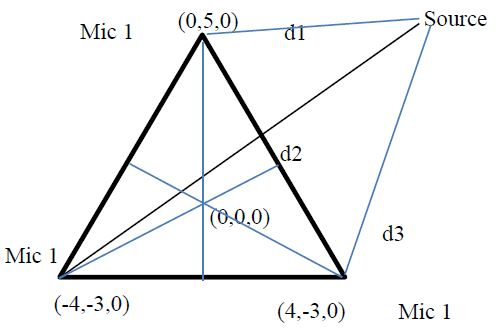 (0,5,0)
Source
Mic 1
d1
d2
(0,0,0)
d3
Mic 1
(-4,-3,0)
(4,-3,0)
Mic 1